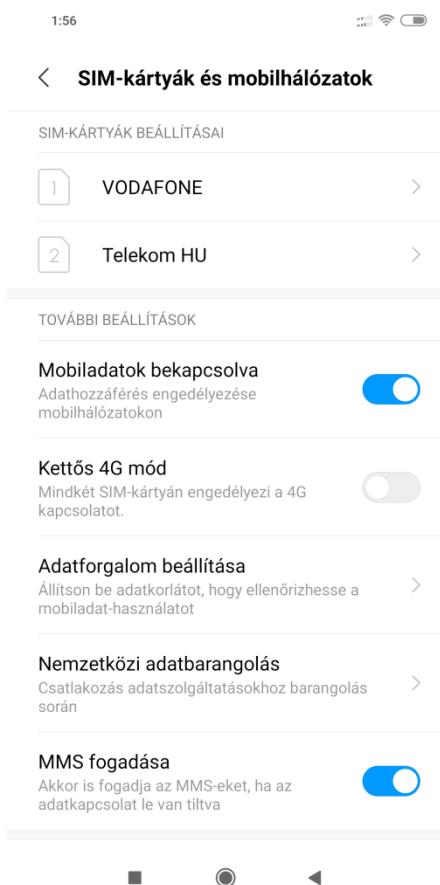 1:56
SIM-kártyák és mobilhálózatok
SIM-KÁRTYÁK BEÁLLÍTÁSAI
1 VODAFONE
2 Telekom HU
TOVÁBBI BEÁLLÍTÁSOK
Mobiladatok bekapcsolva
Adathozzáférés engedélyezése
mobilhálózatokon
Kettős 4G mód
Mindkét SIM-kártyán engedélyezi a 4G
kapcsolatot.
Adatforgalom beállítása
Állítson be adatkorlátot, hogy ellenőrizhesse a
mobiladat-használatot
Nemzetközi adatbarangolás
Csatlakozás adatszolgáltatásokhoz barangolás
során
MMS fogadása
Akkor is fogadja az MMS-eket, ha az
adatkapcsolat le van tiltva